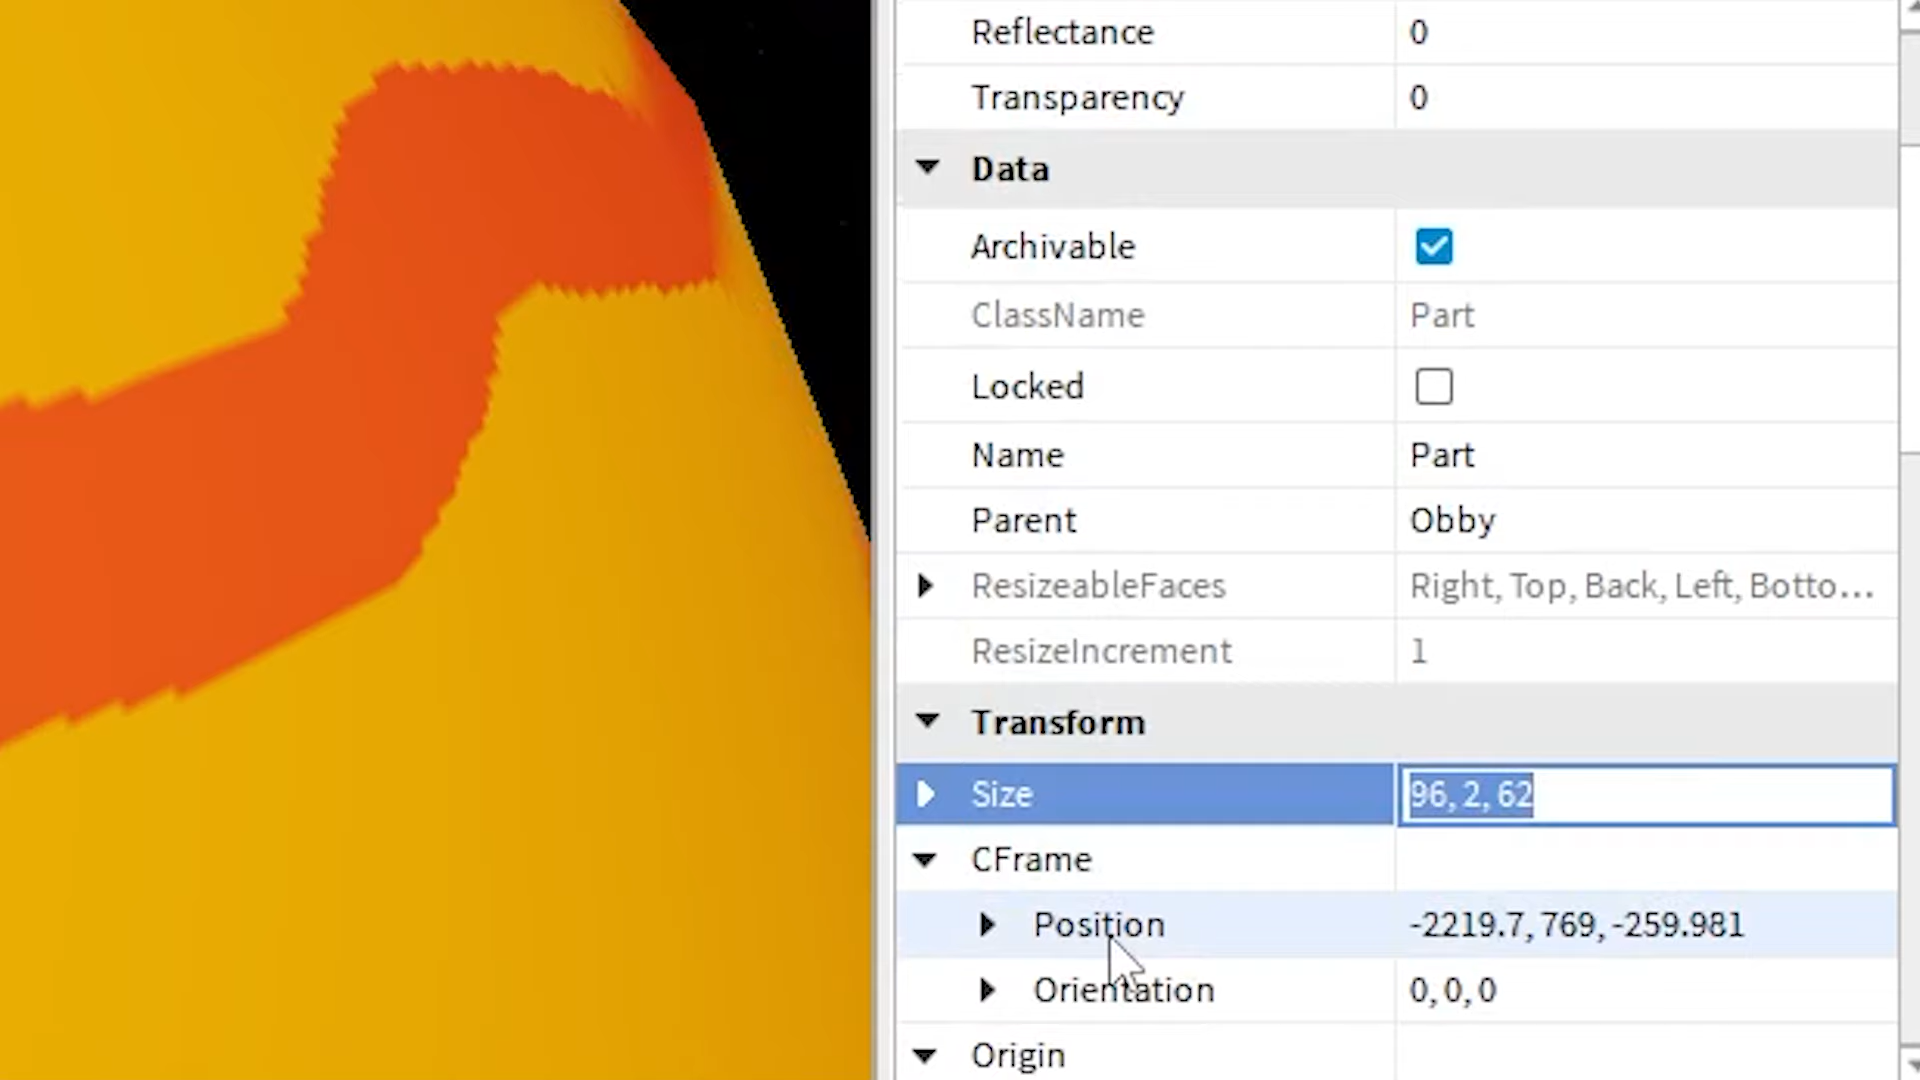 Reflectance 0
Transparency 0
Data
Archivable
ClassName Part
Locked
Name Part
Parent Obby
ResizeableFaces Right, Top, Back, Left, Botto...
ResizeIncrement 1
Transform
Size 96, 2, 62
CFrame
Position -2219.7, 769, -259.981
Orientation 0, 0, 0
Origin